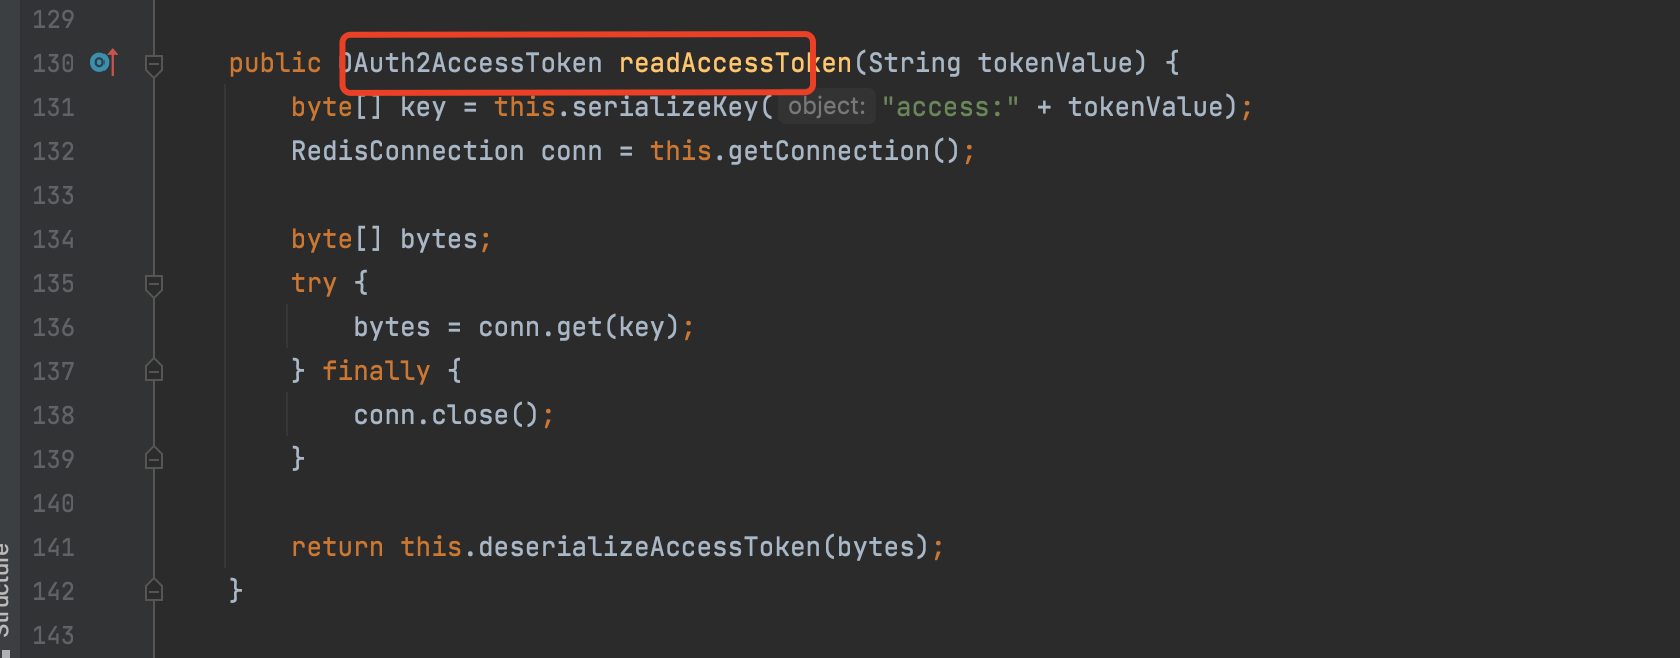 129
130 public OAuth2AccessToken readAccessToken(String tokenValue) {
131 byte[] key = this.serializeKey( object: "access:" + tokenValue);
132 RedisConnection conn = this.getConnection();
133
134 byte[] bytes;
135 try {
136 bytes = conn.get(key);
137 } finally {
138 conn.close();
139 }
140
141 return this.deserializeAccessToken(bytes);
142 }
143
Structure